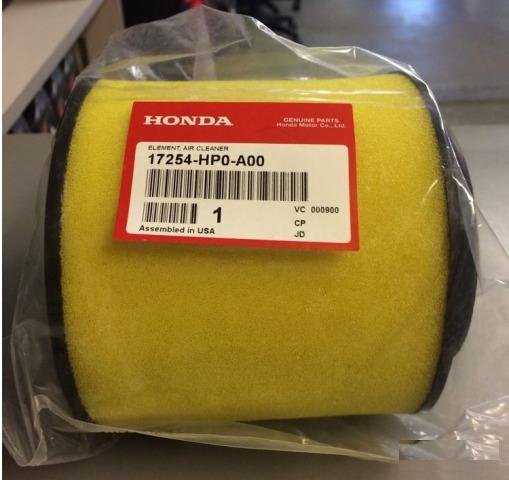 HONDA
GENUINE PARTS
Honda Motor Co., Ltd.
ELEMENT, AIR CLEANER
17254-HP0-A00
1
VC 000900
CP
Assembled in USA
JD